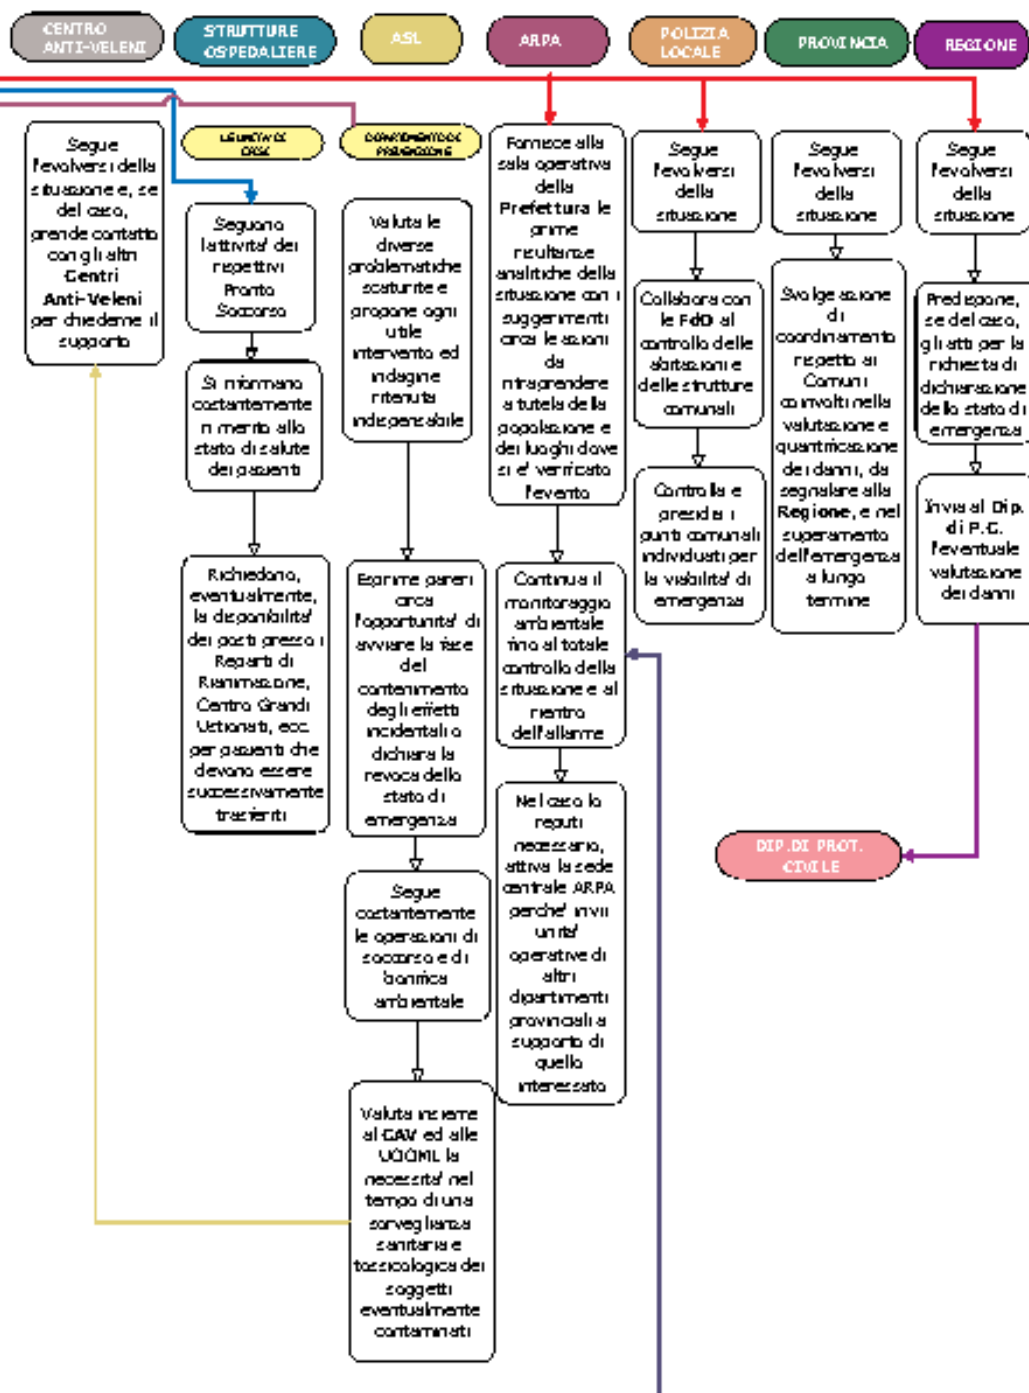 CENTRO
ANTI-VELENI
STRUTTURE
OSPEDALIERE
ASL
ARPA
POLIZIA
LOCALE
PROVINCIA
REGIONE
Segue
l'evolversi della
situazione e, se
del caso,
prende contatto
con gli altri
Centri
Anti-Veleni
per chiederne il
supporto
Seguono
l'attivita' dei
rispettivi
Pronto
Soccorso
Si informano
costantemente
in merito allo
stato di salute
dei pazienti
Richiedono,
eventualmente,
la disponibilita'
dei posti presso i
Reparti di
Rianimazione,
Centro Grandi
Ustionati, ecc.
per pazienti che
devono essere
successivamente
trasferiti
DIPARTIMENTO DI
PREVENZIONE
Valuta le
diverse
problematiche
scaturite e
propone ogni
utile
intervento ed
indagine
ritenuta
indispensabile
Esprime pareri
circa
l'opportunita' di
avviare la fase
del
contenimento
degli effetti
incidentali o
dichiara la
revoca dello
stato di
emergenza
Segue
costantemente
le operazioni di
soccorso e di
bonifica
ambientale
Valuta insieme
al CAV ed alle
UOOML la
necessita' nel
tempo di una
sorveglianza
sanitaria e
tossicologica dei
soggetti
eventualmente
contaminati
Fornisce alla
sala operativa
della
Prefettura le
prime
risultanze
analitiche della
situazione con i
suggerimenti
circa le azioni
da
intraprendere
a tutela della
popolazione e
dei luoghi dove
si e' verificato
l'evento
Continua il
monitoraggio
ambientale
fino al totale
controllo della
situazione e al
rientro
dell'allarme
Nel caso lo
reputi
necessario,
attiva la sede
centrale ARPA
perche' invii
unita'
operative di
altri
dipartimenti
provinciali a
supporto di
quello
interessato
Segue
l'evolversi
della
situazione
Collabora con
le FdO al
controllo delle
abitazioni e
delle strutture
comunali
Controlla e
presidia i
punti comunali
individuati per
la viabilita' di
emergenza
Segue
l'evolversi
della
situazione
Svolge azione
di
coordinamento
rispetto ai
Comuni
coinvolti nella
valutazione e
quantificazione
dei danni, da
segnalare alla
Regione, e nel
superamento
dell'emergenza
a lungo
termine
Segue
l'evolversi
della
situazione
Predispone,
se del caso,
gli atti per la
richiesta di
dichiarazione
dello stato di
emergenza
Invia al Dip.
di P.C.
l'eventuale
valutazione
dei danni
DIP.DI PROT.
CIVILE